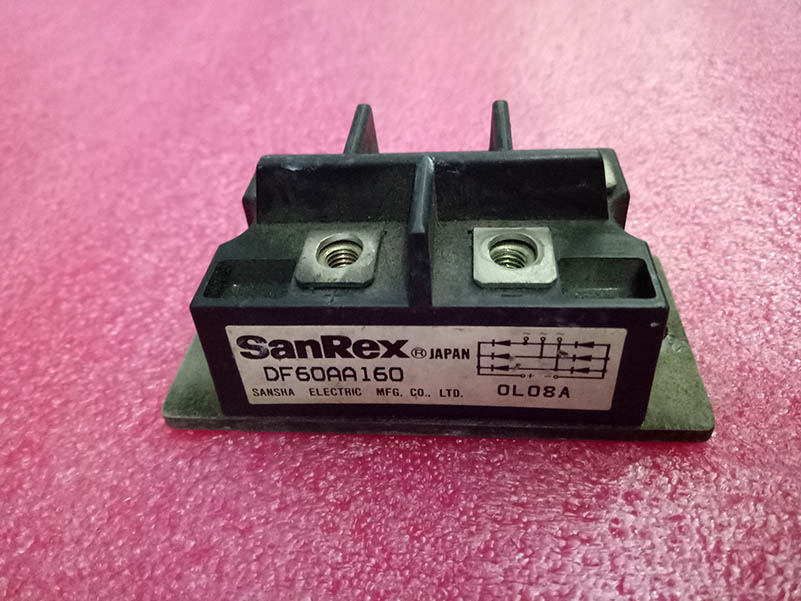 SanRex® JAPAN
DF60AA160
SANSHA ELECTRIC MFG. CO., LTD.
~ ~ ~
+ -
0L08A
+ -